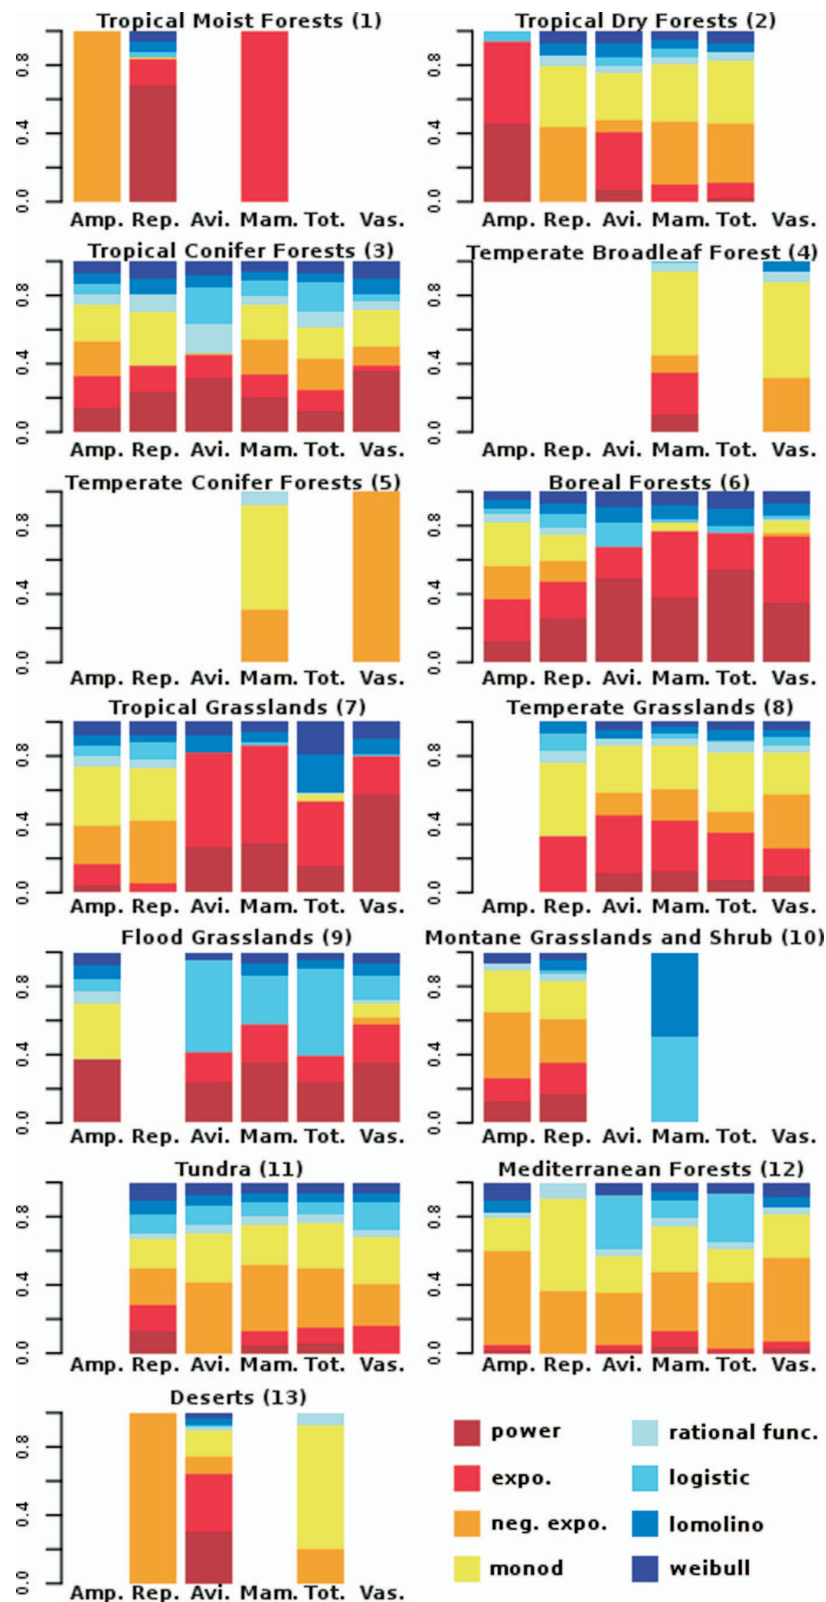 Tropical Moist Forests (1)
0.0 0.4 0.8
Amp. Rep. Avi. Mam. Tot. Vas.
Tropical Dry Forests (2)
0.0 0.4 0.8
Amp. Rep. Avi. Mam. Tot. Vas.
Tropical Conifer Forests (3)
0.0 0.4 0.8
Amp. Rep. Avi. Mam. Tot. Vas.
Temperate Broadleaf Forest (4)
0.0 0.4 0.8
Amp. Rep. Avi. Mam. Tot. Vas.
Temperate Conifer Forests (5)
0.0 0.4 0.8
Amp. Rep. Avi. Mam. Tot. Vas.
Boreal Forests (6)
0.0 0.4 0.8
Amp. Rep. Avi. Mam. Tot. Vas.
Tropical Grasslands (7)
0.0 0.4 0.8
Amp. Rep. Avi. Mam. Tot. Vas.
Temperate Grasslands (8)
0.0 0.4 0.8
Amp. Rep. Avi. Mam. Tot. Vas.
Flood Grasslands (9)
0.0 0.4 0.8
Amp. Rep. Avi. Mam. Tot. Vas.
Montane Grasslands and Shrub (10)
0.0 0.4 0.8
Amp. Rep. Avi. Mam. Tot. Vas.
Tundra (11)
0.0 0.4 0.8
Amp. Rep. Avi. Mam. Tot. Vas.
Mediterranean Forests (12)
0.0 0.4 0.8
Amp. Rep. Avi. Mam. Tot. Vas.
Deserts (13)
0.0 0.4 0.8
Amp. Rep. Avi. Mam. Tot. Vas.
power
expo.
neg. expo.
monod
rational func.
logistic
lomolino
weibull